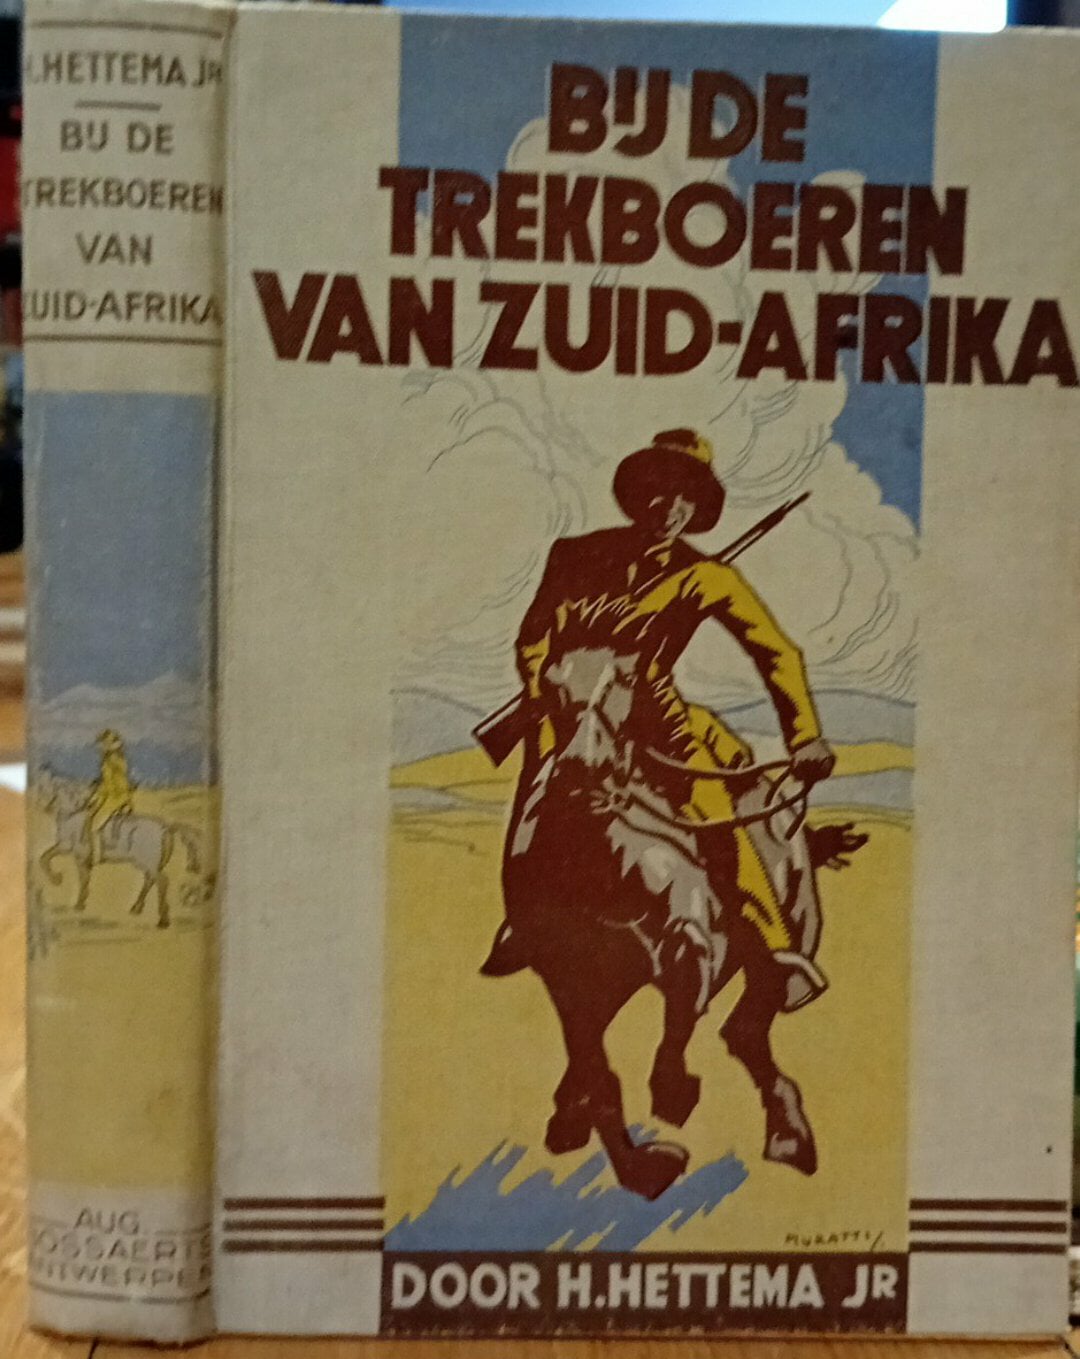 H. HETTEMA JR
BIJ DE
TREKBOEREN
VAN
ZUID-AFRIKA
AUG.
BOSSAERTS
ANTWERPEN
BIJ DE
TREKBOEREN
VAN ZUID-AFRIKA
MURATTI
DOOR H. HETTEMA JR